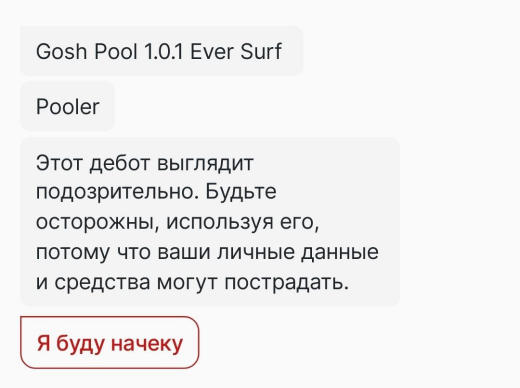 Gosh Pool 1.0.1 Ever Surf
Pooler
Этот дебот выглядит
подозрительно. Будьте
осторожны, используя его,
потому что ваши личные данные
и средства могут пострадать.
Я буду начеку